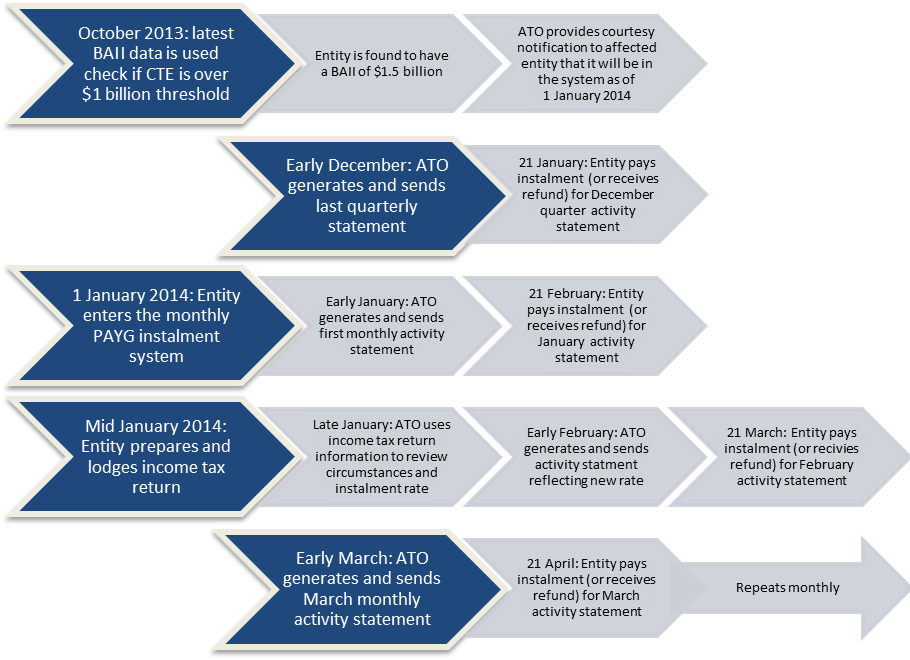 October 2013: latest
BAII data is used
check if CTE is over
$1 billion threshold
Entity is found to have
a BAII of $1.5 billion
ATO provides courtesy
notification to affected
entity that it will be in
the system as of
1 January 2014
Early December: ATO
generates and sends
last quarterly
statement
21 January: Entity pays
instalment (or receives
refund) for December
quarter activity
statement
1 January 2014: Entity
enters the monthly
PAYG instalment
system
Early January: ATO
generates and sends
first monthly activity
statement
21 February: Entity
pays instalment (or
receives refund) for
January activity
statement
Mid January 2014:
Entity prepares and
lodges income tax
return
Late January: ATO uses
income tax return
information to review
circumstances and
instalment rate
Early February: ATO
generates and sends
activity statment
reflecting new rate
21 March: Entity pays
instalment (or recivies
refund) for February
activity statement
Early March: ATO
generates and sends
March monthly
activity statement
21 April: Entity pays
instalment (or receives
refund) for March
activity statement
Repeats monthly